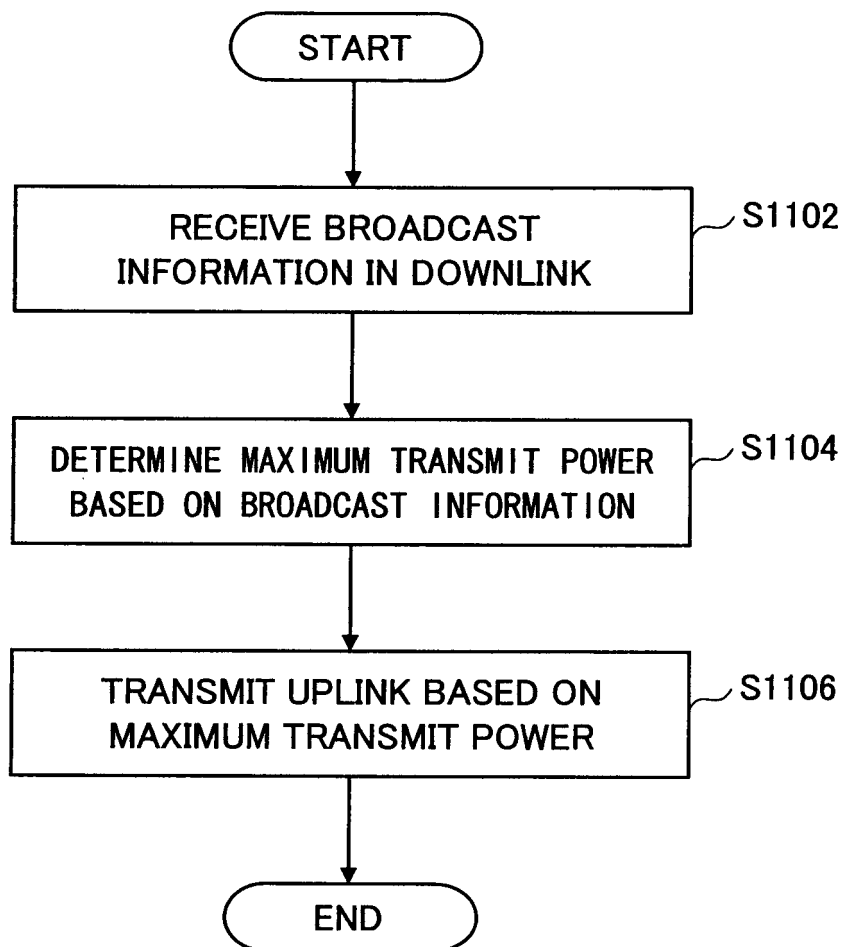 START
RECEIVE BROADCAST
INFORMATION IN DOWNLINK
S1102
DETERMINE MAXIMUM TRANSMIT POWER
BASED ON BROADCAST INFORMATION
S1104
TRANSMIT UPLINK BASED ON
MAXIMUM TRANSMIT POWER
S1106
END